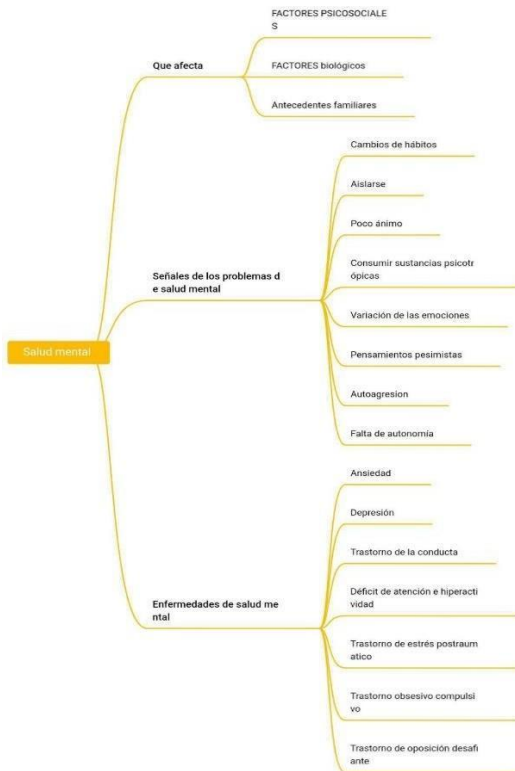 FACTORES PSICOSOCIALE
S
Que afecta
FACTORES biológicos
Antecedentes familiares
Cambios de hábitos
Aislarse
Poco ánimo
Señales de los problemas d
e salud mental
Consumir sustancias psicotr
ópicas
Variación de las emociones
Pensamientos pesimistas
Autoagresion
Falta de autonomía
Salud mental
Ansiedad
Depresión
Trastorno de la conducta
Enfermedades de salud me
ntal
Déficit de atención e hiperacti
vidad
Trastorno de estrés postraum
atico
Trastorno obsesivo compulsi
vo
Trastorno de oposición desafi
ante